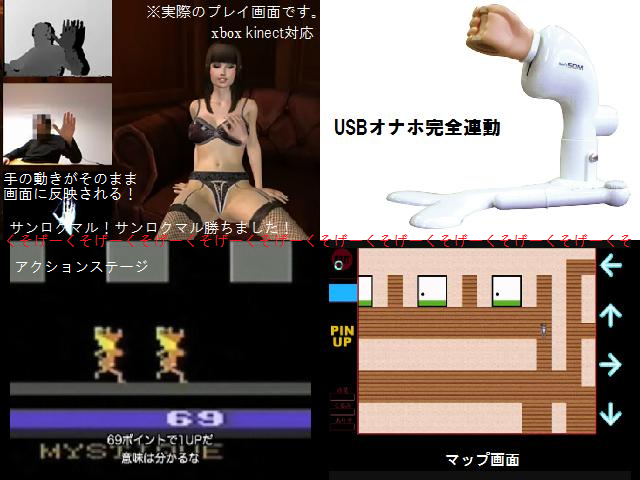 ※実際のプレイ画面です。
xbox kinect対応
手の動きがそのまま
画面に反映される！
サンロクマル！サンロクマル勝ちました！
USBオナホ完全連動
SOM
くそげーくそげーくそげーくそげーくそげーくそげーくそげーくそげーくそげーくそ
アクションステージ
69
MYSTIQUE
69ポイントで1UPだ
意味は分かるな
PIN
UP
マップ画面